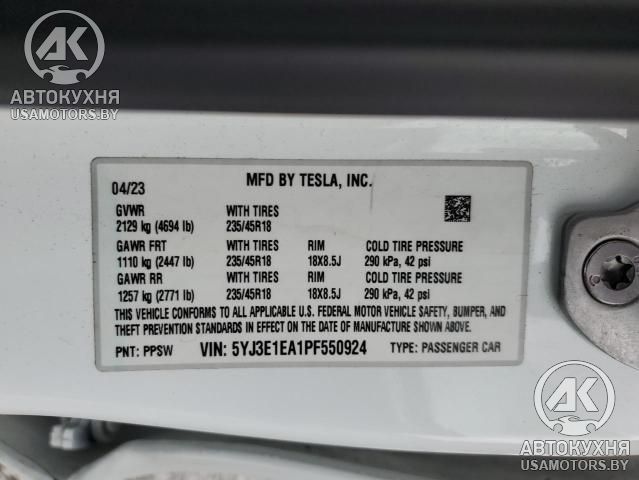 АК
АВТОКУХНЯ
USAMOTORS.BY
04/23
MFD BY TESLA, INC.
GVWR WITH TIRES
2129 kg (4694 lb) 235/45R18
GAWR FRT WITH TIRES RIM COLD TIRE PRESSURE
1110 kg (2447 lb) 235/45R18 18X8.5J 290 kPa, 42 psi
GAWR RR WITH TIRES RIM COLD TIRE PRESSURE
1257 kg (2771 lb) 235/45R18 18X8.5J 290 kPa, 42 psi
THIS VEHICLE CONFORMS TO ALL APPLICABLE U.S. FEDERAL MOTOR VEHICLE SAFETY, BUMPER, AND
THEFT PREVENTION STANDARDS IN EFFECT ON THE DATE OF MANUFACTURE SHOWN ABOVE.
PNT: PPSW VIN: 5YJ3E1EA1PF550924 TYPE: PASSENGER CAR
АК
АВТОКУХНЯ
USAMOTORS.BY